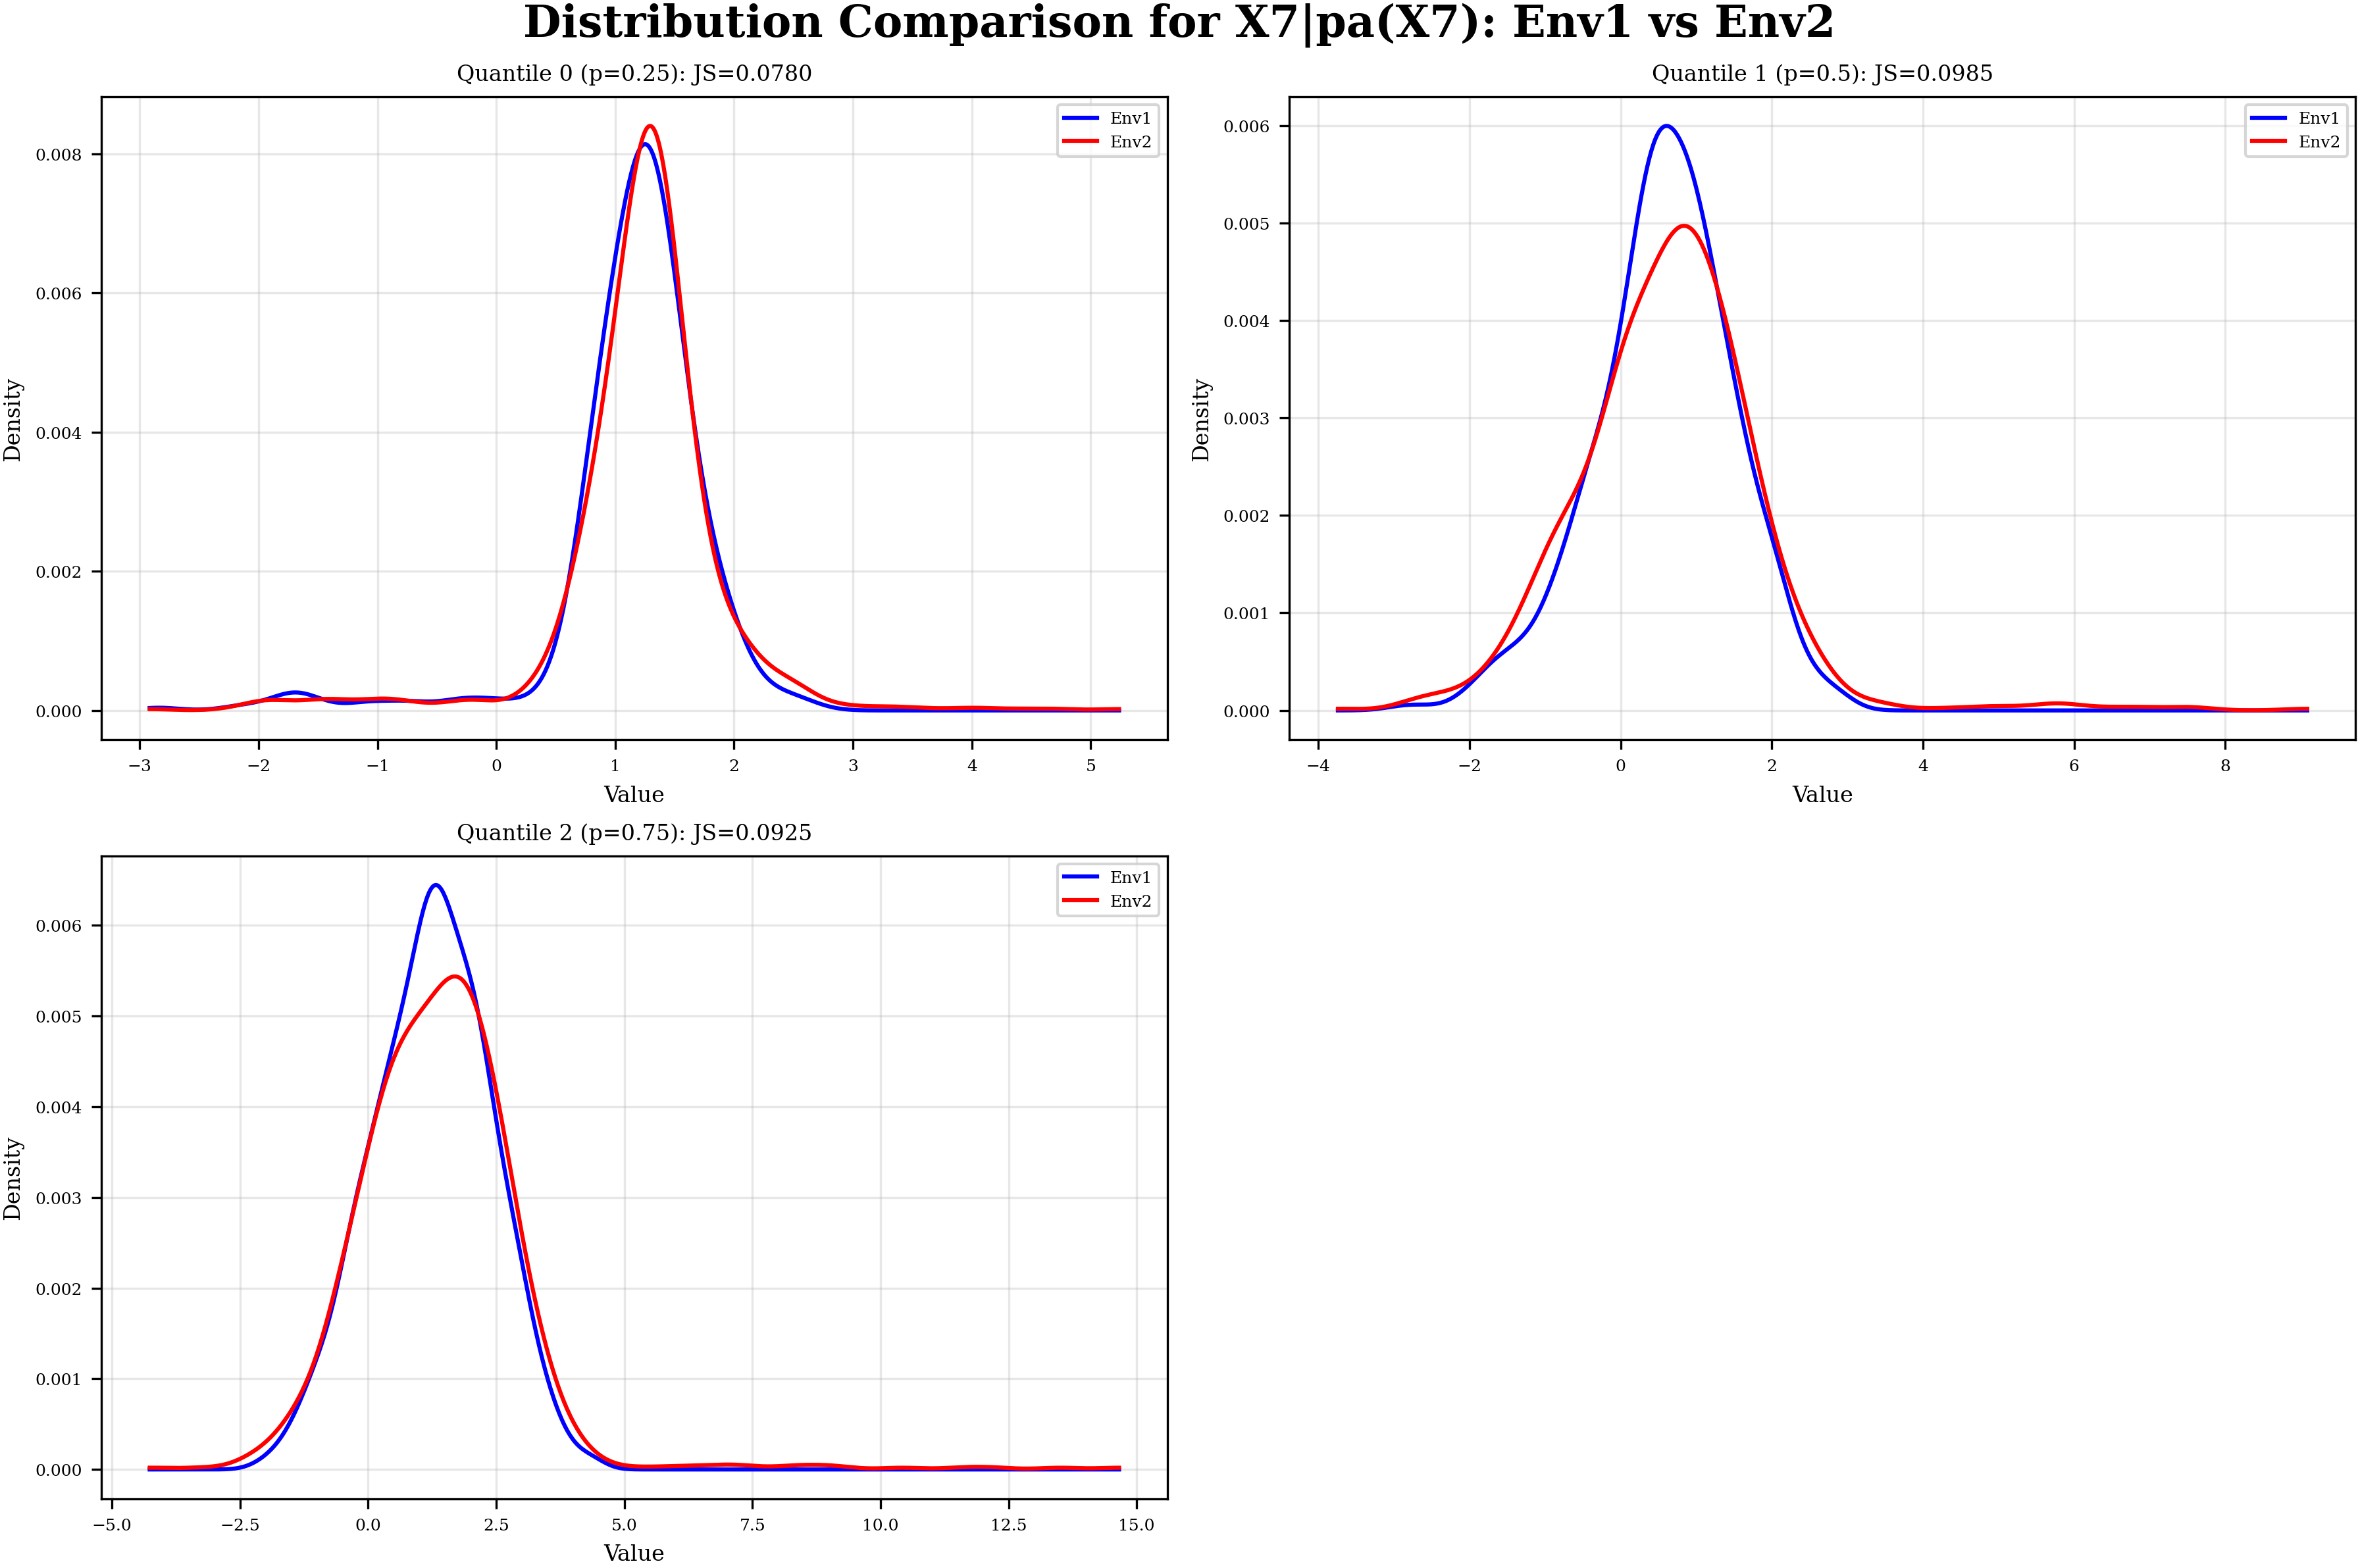 Distribution Comparison for X7|pa(X7): Env1 vs Env2
Quantile 0 (p=0.25): JS=0.0780
Env1
Env2
0.008
0.006
0.004
0.002
0.000
Density
−3 −2 −1 0 1 2 3 4 5
Value
Quantile 1 (p=0.5): JS=0.0985
Env1
Env2
0.006
0.005
0.004
0.003
0.002
0.001
0.000
Density
−4 −2 0 2 4 6 8
Value
Quantile 2 (p=0.75): JS=0.0925
Env1
Env2
0.006
0.005
0.004
0.003
0.002
0.001
0.000
Density
−5.0 −2.5 0.0 2.5 5.0 7.5 10.0 12.5 15.0
Value